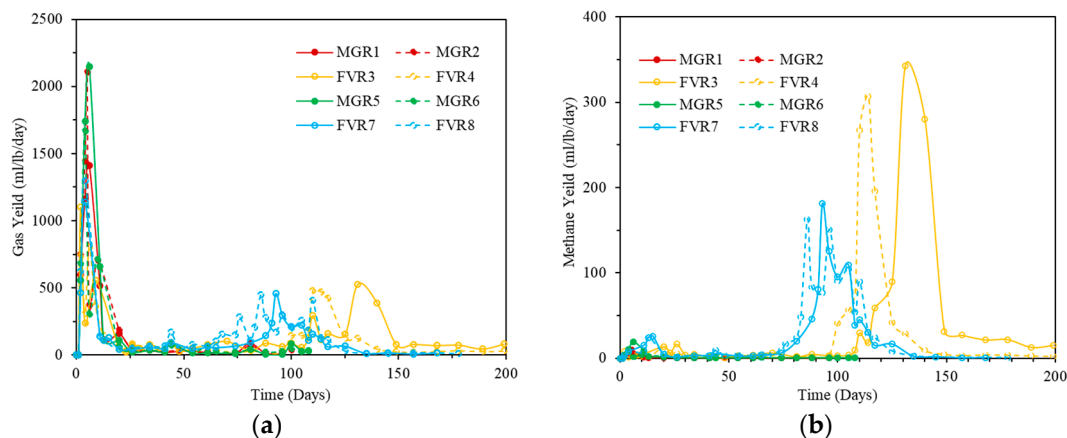 2500
2000
1500
1000
500
0
Gas Yeild (ml/lb/day)
MGR1 MGR2
FVR3 FVR4
MGR5 MGR6
FVR7 FVR8
0 50 100 150 200
Time (Days)
(a)
400
300
200
100
0
Methane Yeild (ml/lb/day)
MGR1 MGR2
FVR3 FVR4
MGR5 MGR6
FVR7 FVR8
0 50 100 150 200
Time (Days)
(b)